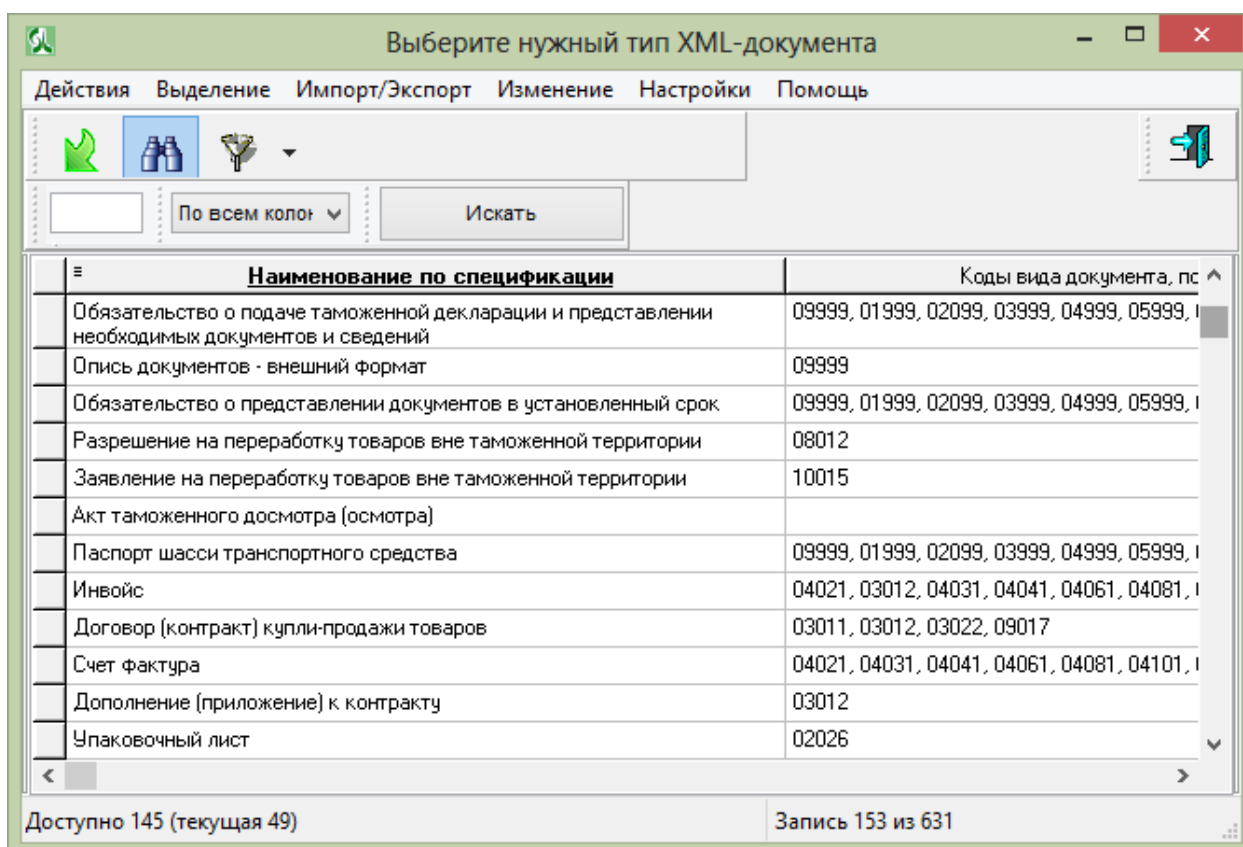 Выберите нужный тип XML-документа
Действия Выделение Импорт/Экспорт Изменение Настройки Помощь
По всем колон Искать
Наименование по спецификации Коды вида документа, по
Обязательство о подаче таможенной декларации и представлении 09999, 01999, 02099, 03999, 04999, 05999,
необходимых документов и сведений
Опись документов - внешний формат 09999
Обязательство о представлении документов в установленный срок 09999, 01999, 02099, 03999, 04999, 05999,
Разрешение на переработку товаров вне таможенной территории 08012
Заявление на переработку товаров вне таможенной территории 10015
Акт таможенного досмотра (осмотра)
Паспорт шасси транспортного средства 09999, 01999, 02099, 03999, 04999, 05999,
Инвойс 04021, 03012, 04031, 04041, 04061, 04081,
Договор (контракт) купли-продажи товаров 03011, 03012, 03022, 09017
Счет фактура 04021, 04031, 04041, 04061, 04081, 04101,
Дополнение (приложение) к контракту 03012
Упаковочный лист 02026
Доступно 145 (текущая 49) Запись 153 из 631